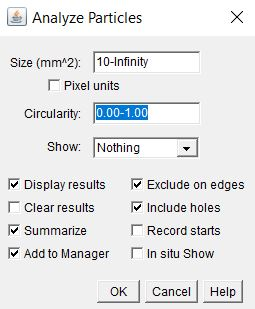 Analyze Particles
Size (mm^2): 10-Infinity
Pixel units
Circularity: 0.00-1.00
Show: Nothing
Display results Exclude on edges
Clear results Include holes
Summarize Record starts
Add to Manager In situ Show
OK Cancel Help